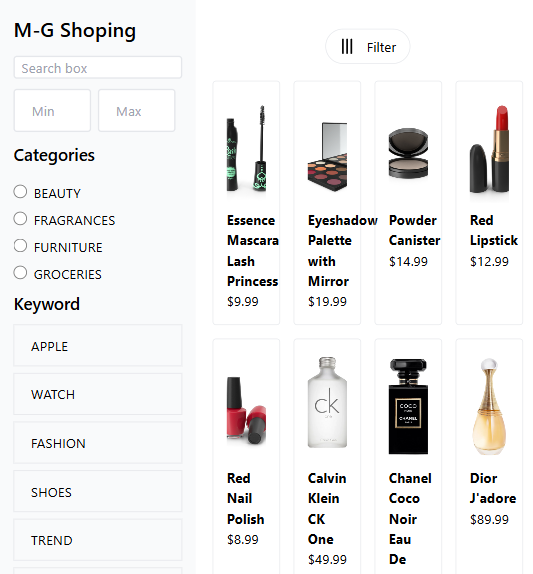 M-G Shoping
Search box
Min
Max
Categories
BEAUTY
FRAGRANCES
FURNITURE
GROCERIES
Keyword
APPLE
WATCH
FASHION
SHOES
TREND
Filter
Essence
Mascara
Lash
Princess
$9.99
Eyeshadow
Palette
with
Mirror
$19.99
Powder
Canister
$14.99
Red
Lipstick
$12.99
Red
Nail
Polish
$8.99
ck
Calvin
Klein
CK
One
$49.99
COCO
CHANEL
Chanel
Coco
Noir
Eau
De
Dior
J'adore
$89.99